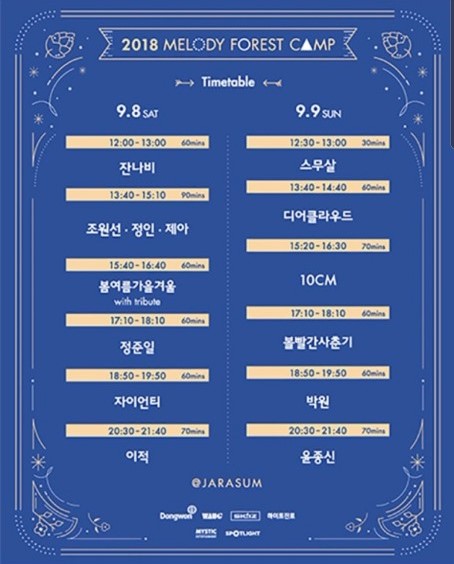 2018 MELODY FOREST CAMP
Timetable
9.8 SAT
12:00 - 13:00 60mins
잔나비
13:40 - 15:10 90mins
조원선 · 정인 · 제아
15:40 - 16:40 60mins
봄여름가을겨울
with tribute
17:10 - 18:10 60mins
정준일
18:50 - 19:50 60mins
자이언티
20:30 - 21:40 70mins
이적
9.9 SUN
12:30 - 13:00 30mins
스무살
13:40 - 14:40 60mins
디어클라우드
15:20 - 16:30 70mins
10CM
17:10 - 18:10 60mins
볼빨간사춘기
18:50 - 19:50 60mins
박원
20:30 - 21:40 70mins
윤종신
@JARASUM
Dongwon 하이트진로
MYSTIC ENTERTAINMENT SPOTLIGHT